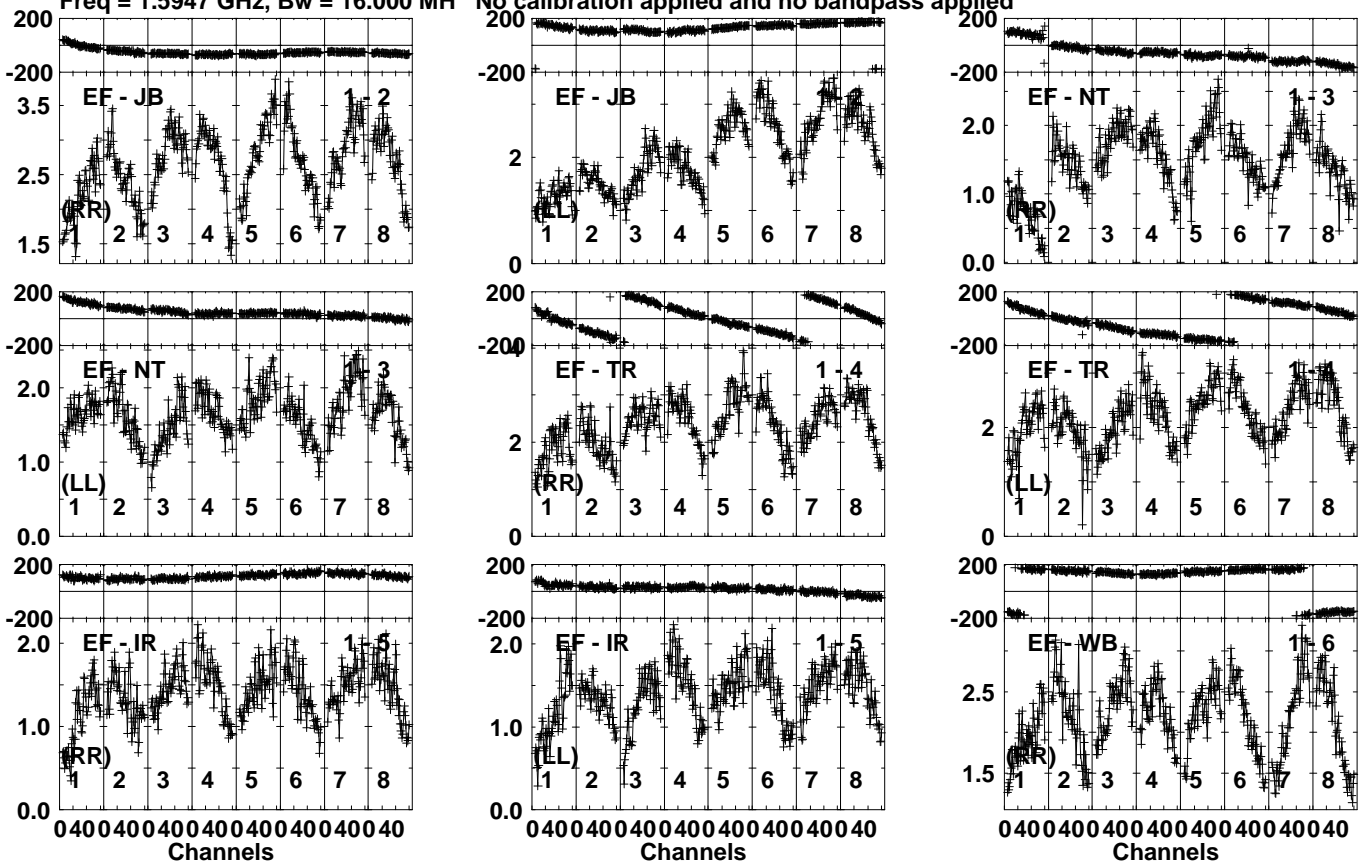 Freq = 1.5947 GHz, Bw = 16.000 MH No calibration applied and no bandpass applied
200 200 200
-200 -200 -200
EF - JB 1 - 2 EF - JB 1 - 2 EF - NT 1 - 3
3.5 2.0
2.5 2 1.0
(RR) (LL) (RR)
1 2 3 4 5 6 7 8 1 2 3 4 5 6 7 8 1 2 3 4 5 6 7 8
1.5 0 0.0
200 200 200
-200 -200 4 -200
EF - NT 1 - 3 EF - TR 1 - 4 EF - TR 1 - 4
2.0 2 2
1.0
(LL) (RR) (LL)
1 2 3 4 5 6 7 8 1 2 3 4 5 6 7 8 1 2 3 4 5 6 7 8
0.0 0 0
200 200 200
-200 -200 -200
EF - IR 1 - 5 EF - IR 1 - 5 EF - WB 1 - 6
2.0 2.0 2.5
1.0 1.0 1.5
(RR) (LL) (RR)
1 2 3 4 5 6 7 8 1 2 3 4 5 6 7 8 1 2 3 4 5 6 7 8
0.0 0.0
0 40 0 40 0 40 0 40 0 40 0 40 0 40 0 40 0 40 0 40 0 40 0 40 0 40 0 40 0 40 0 40 0 40 0 40 0 40 0 40 0 40 0 40 0 40 0 40
Channels Channels Channels